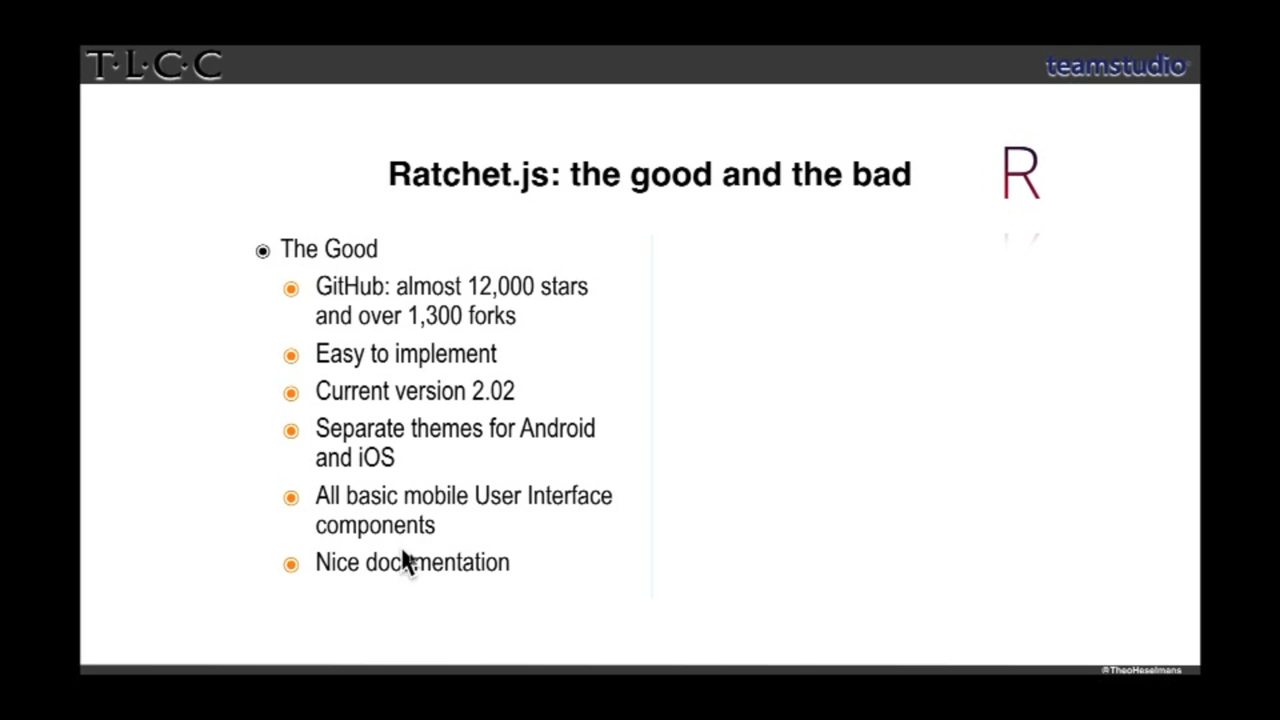 T·L·C·C
teamstudio
Ratchet.js: the good and the bad
R
The Good
GitHub: almost 12,000 stars
and over 1,300 forks
Easy to implement
Current version 2.02
Separate themes for Android
and iOS
All basic mobile User Interface
components
Nice documentation
@TheoHeselmans